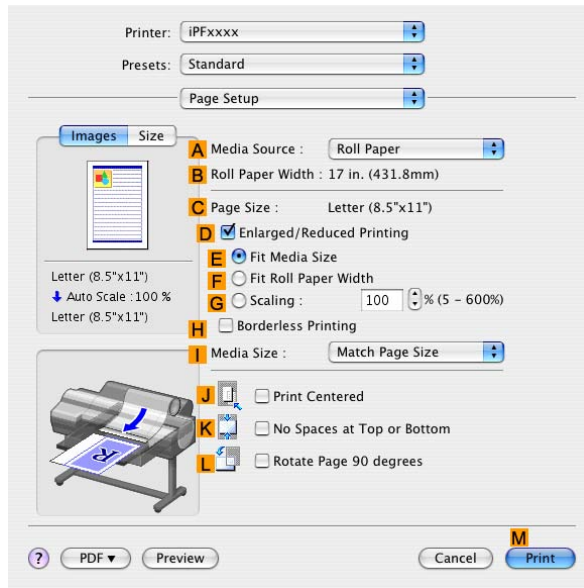 Printer: iPFxxxx
Presets: Standard
Page Setup
Images Size
A Media Source : Roll Paper
B Roll Paper Width : 17 in. (431.8mm)
C Page Size : Letter (8.5"x11")
D Enlarged/Reduced Printing
E Fit Media Size
F Fit Roll Paper Width
G Scaling : 100 % (5 - 600%)
Letter (8.5"x11")
Auto Scale :100 %
Letter (8.5"x11")
H Borderless Printing
I Media Size : Match Page Size
J Print Centered
K No Spaces at Top or Bottom
L Rotate Page 90 degrees
R
M
? PDF Preview Cancel Print